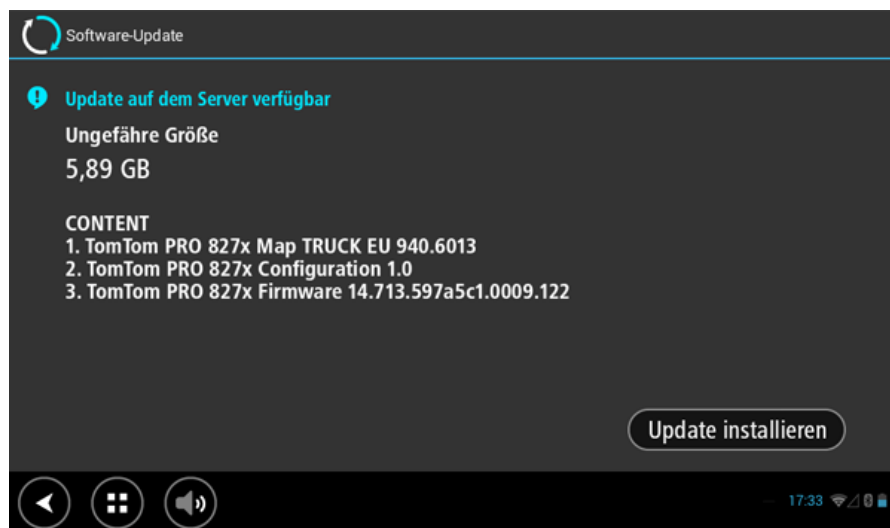 Software-Update
Update auf dem Server verfügbar
Ungefähre Größe
5,89 GB
CONTENT
1. TomTom PRO 827x Map TRUCK EU 940.6013
2. TomTom PRO 827x Configuration 1.0
3. TomTom PRO 827x Firmware 14.713.597a5c1.0009.122
Update installieren
17:33